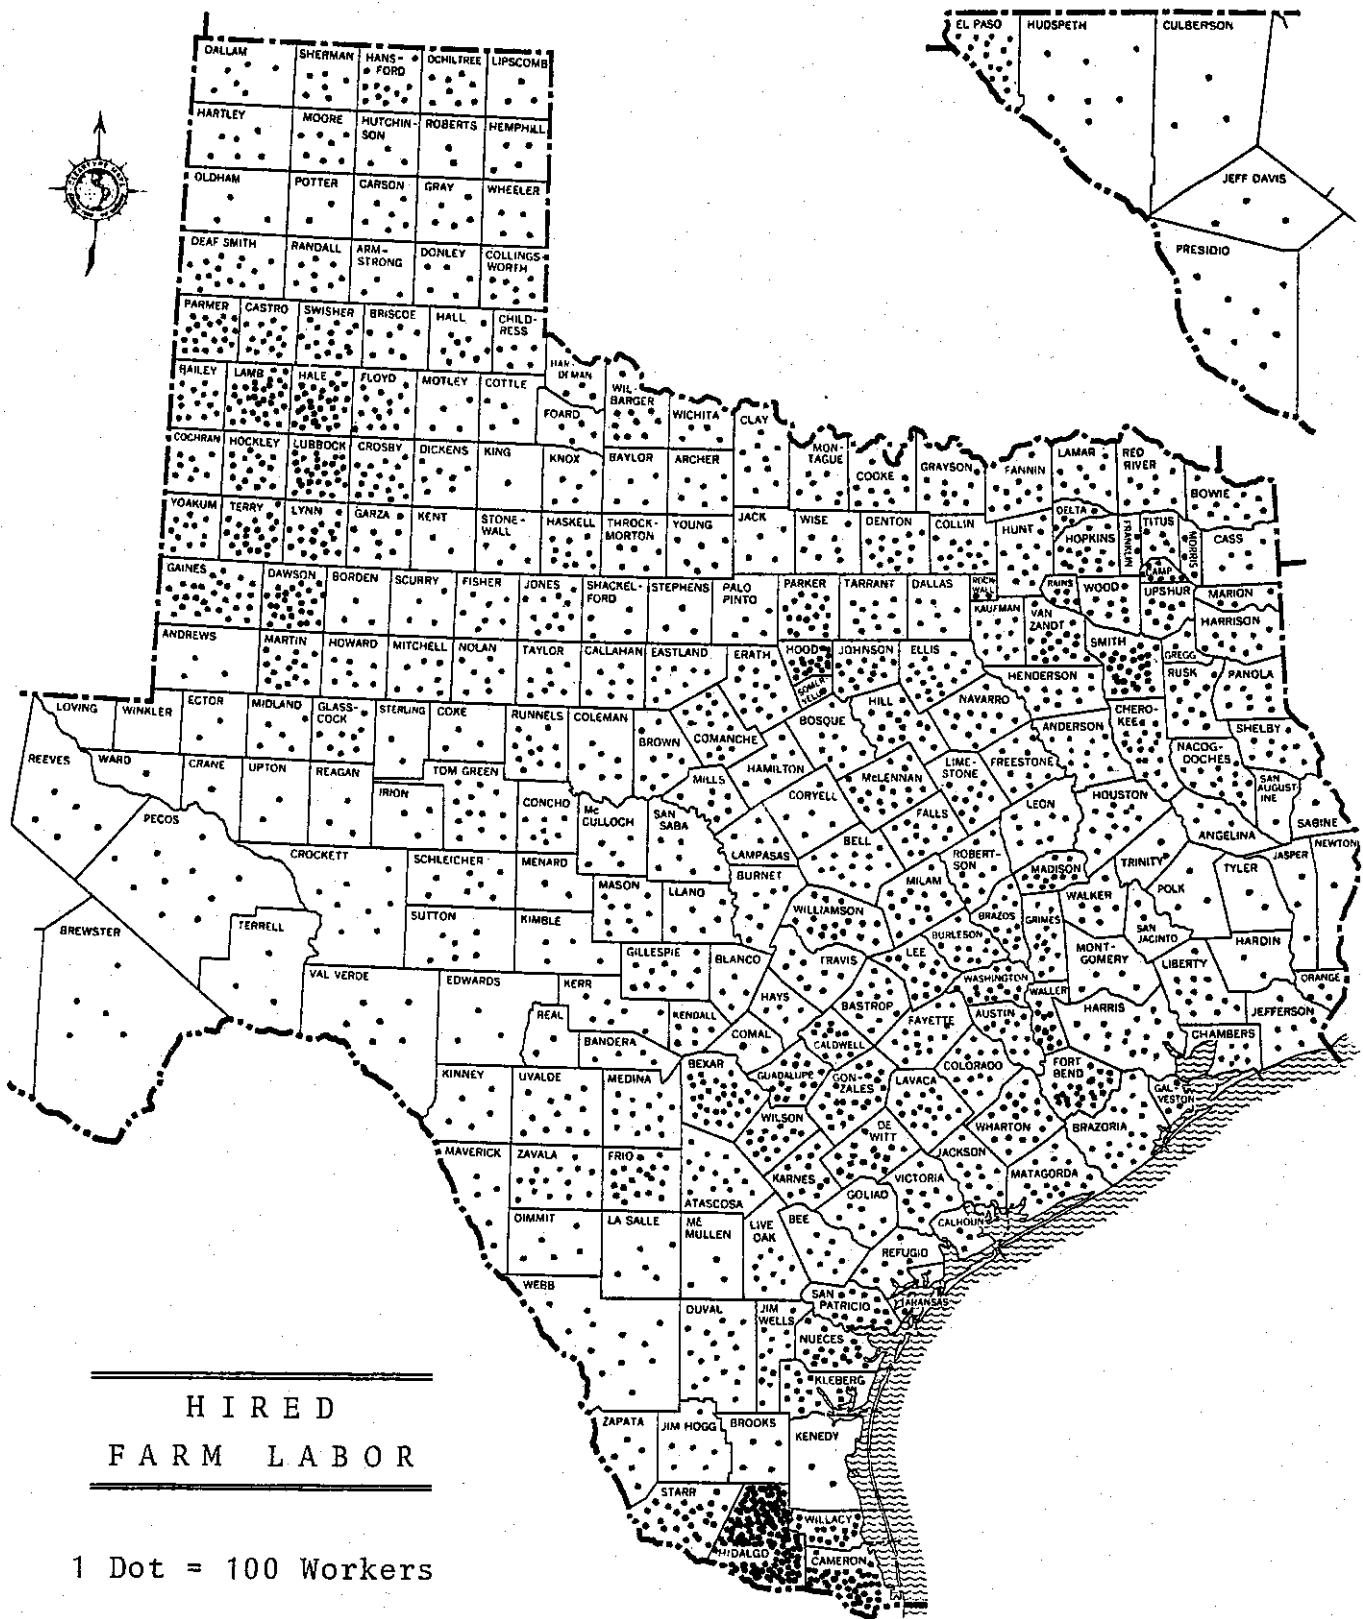 EL PASO HUDSPETH CULBERSON
DALLAM SHERMAN HANS-
FORD OCHILTREE LIPSCOMB
HARTLEY MOORE HUTCHIN-
SON ROBERTS HEMPHILL
JEFF DAVIS
OLDHAM POTTER CARSON GRAY WHEELER
PRESIDIO
DEAF SMITH RANDALL ARM-
STRONG DONLEY COLLINGS-
WORTH
PARMER CASTRO SWISHER BRISCOE HALL CHILD-
RESS
HAR-
DEMAN
BAILEY LAMB HALE FLOYD MOTLEY COTTLE
FOARD WIL-
BARGER WICHITA CLAY
COCHRAN HOCKLEY LUBBOCK CROSBY DICKENS KING KNOX BAYLOR ARCHER
MON-
TAGUE COOKE GRAYSON FANNIN LAMAR RED
RIVER BOWIE
YOAKUM TERRY LYNN GARZA KENT STONE-
WALL HASKELL THROCK-
MORTON YOUNG JACK WISE DENTON COLLIN HUNT
DELTA HOPKINS FRANKLIN TITUS MORRIS CASS
CAMP
GAINES DAWSON BORDEN SCURRY FISHER JONES SHACKEL-
FORD STEPHENS PALO
PINTO PARKER TARRANT DALLAS ROCK-
WALL
KAUFMAN RAINS WOOD UPSHUR MARION
VAN
ZANDT HARRISON
ANDREWS MARTIN HOWARD MITCHELL NOLAN TAYLOR CALLAHAN EASTLAND ERATH HOOD JOHNSON ELLIS
SMITH GREGG
SOMER-
VELL HENDERSON RUSK PANOLA
LOVING WINKLER ECTOR MIDLAND GLASS-
COCK STERLING COKE RUNNELS COLEMAN BROWN COMANCHE BOSQUE HILL NAVARRO
ANDERSON CHERO-
KEE SHELBY
REEVES WARD CRANE UPTON REAGAN TOM GREEN
MILLS HAMILTON McLENNAN LIME-
STONE FREESTONE NACOG-
DOCHES
SAN
AUGUST
INE
PECOS IRION CONCHO Mc
CULLOCH SAN
SABA CORYELL FALLS LEON HOUSTON ANGELINA SABINE
CROCKETT SCHLEICHER MENARD LAMPASAS BELL ROBERT-
SON MADISON TRINITY JASPER NEWTON
MASON LLANO BURNET MILAM WALKER POLK TYLER
BREWSTER TERRELL SUTTON KIMBLE WILLIAMSON BRAZOS GRIMES SAN
JACINTO
BURLESON MONT-
GOMERY HARDIN
GILLESPIE BLANCO TRAVIS LEE LIBERTY
VAL VERDE EDWARDS KERR WASHINGTON ORANGE
REAL KENDALL HAYS BASTROP WALLER HARRIS JEFFERSON
BANDERA COMAL CALDWELL FAYETTE AUSTIN CHAMBERS
KINNEY UVALDE MEDINA BEXAR GUADALUPE GON-
ZALES LAVACA COLORADO FORT
BEND GAL-
VESTON
WILSON DE
WITT WHARTON BRAZORIA
MAVERICK ZAVALA FRIO ATASCOSA KARNES JACKSON MATAGORDA
GOLIAD VICTORIA
DIMMIT LA SALLE Mc
MULLEN LIVE
OAK BEE CALHOUN
REFUGIO
WEBB SAN
PATRICIO ARANSAS
DUVAL JIM
WELLS NUECES
KLEBERG
HIRED
FARM LABOR
ZAPATA JIM HOGG BROOKS KENEDY
STARR HIDALGO WILLACY
CAMERON
1 Dot = 100 Workers